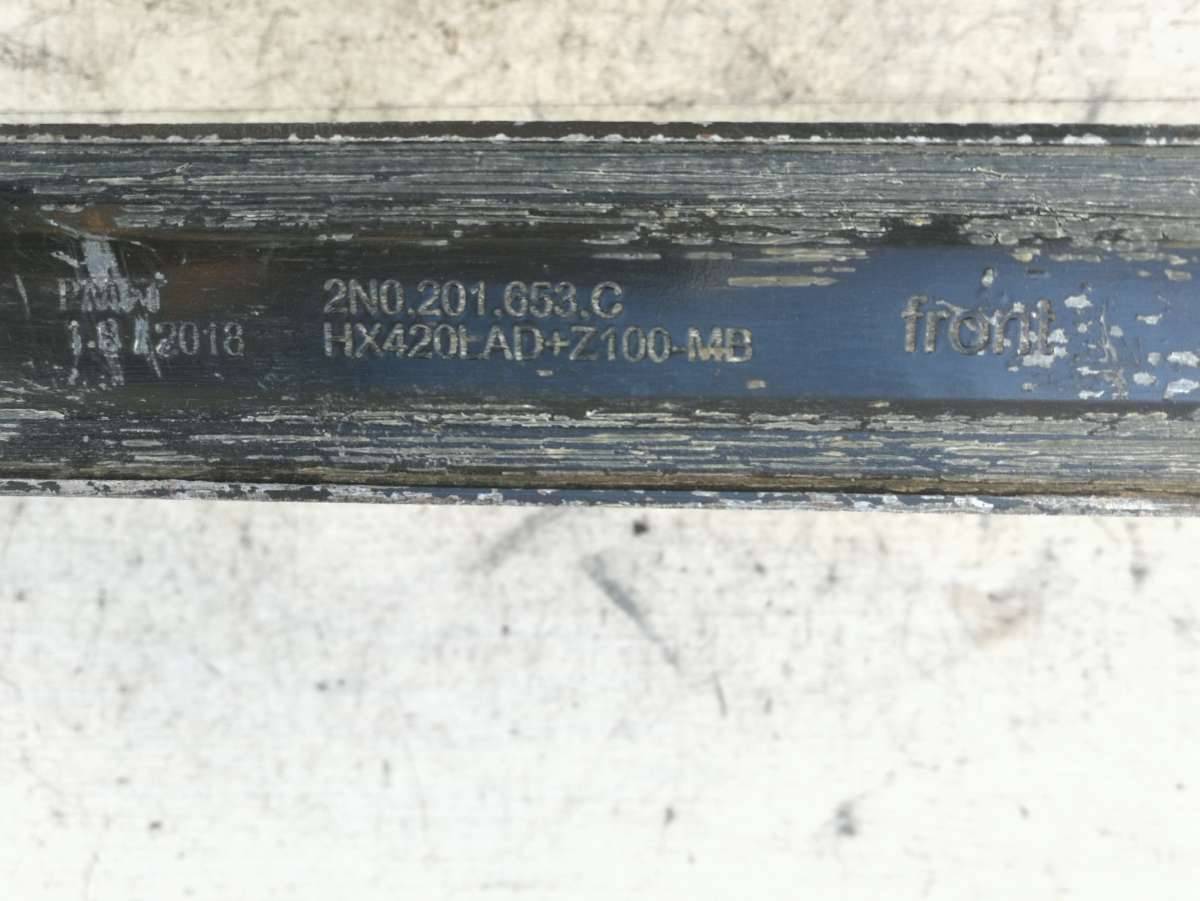 2N0.201.653.C
2018 HX420LAD+Z100-MB
front